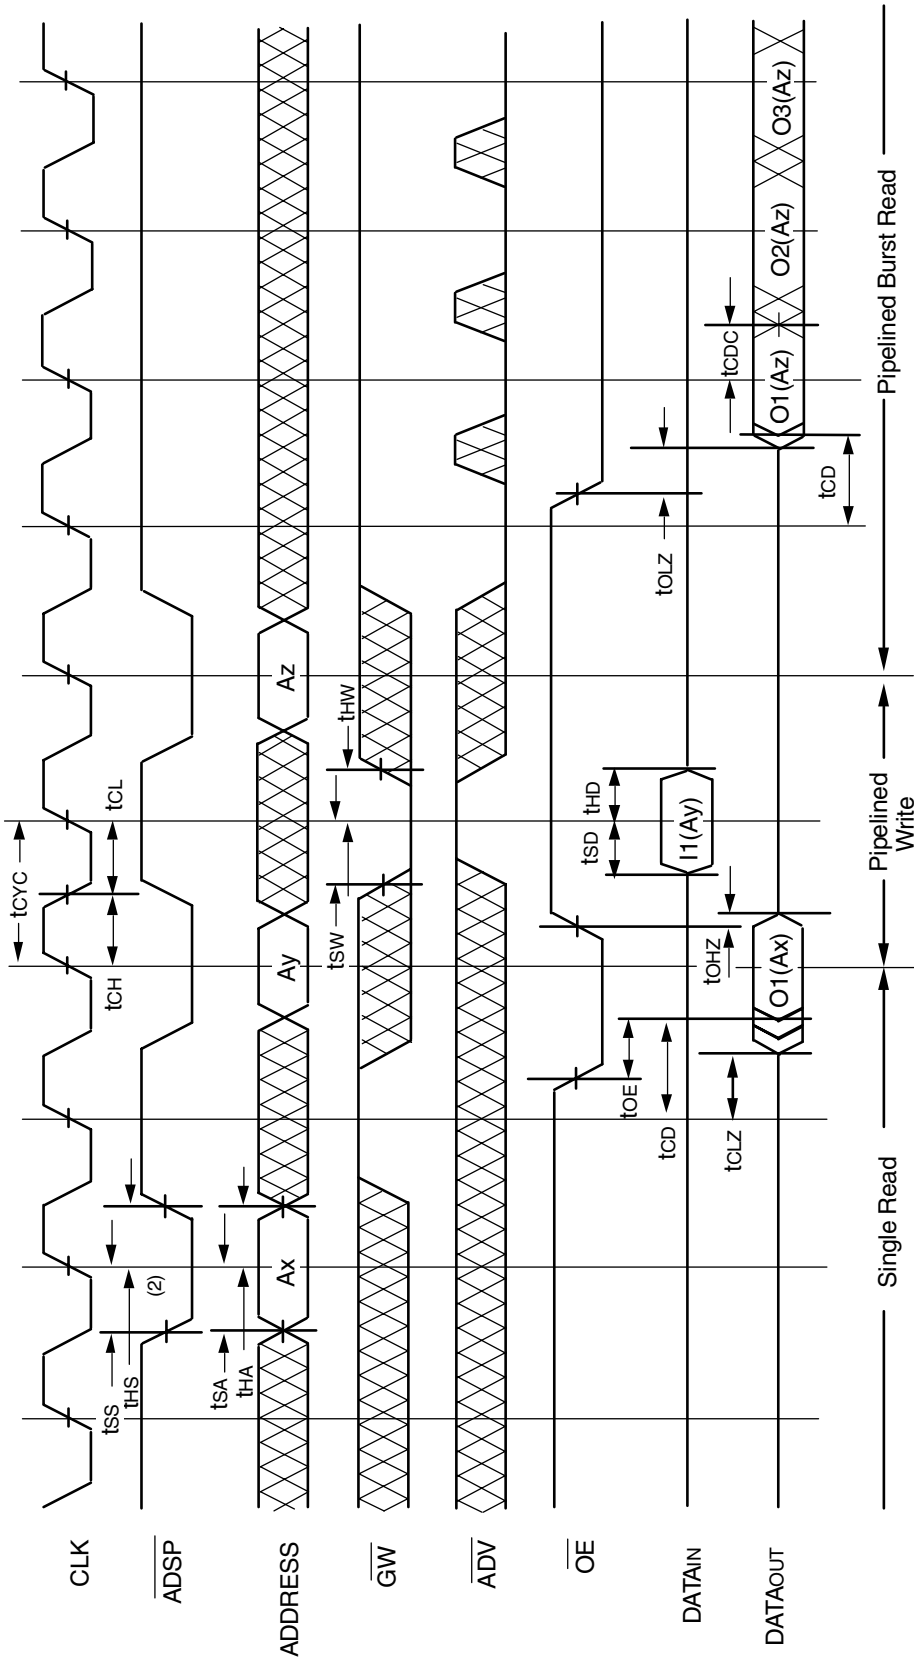 CLK
tCYC
tCH
tCL
ADSP
tSS
tHS
(2)
ADDRESS
tSA
tHA
Ax
Ay
Az
GW
tSW
tHW
ADV
OE
tOE
tOHZ
tOLZ
DATAIN
tCD
tSD
tHD
I1(Ay)
DATAOUT
tCLZ
O1(Ax)
tCD
O1(Az)
tCDC
O2(Az)
O3(Az)
Single Read
Pipelined
Write
Pipelined Burst Read